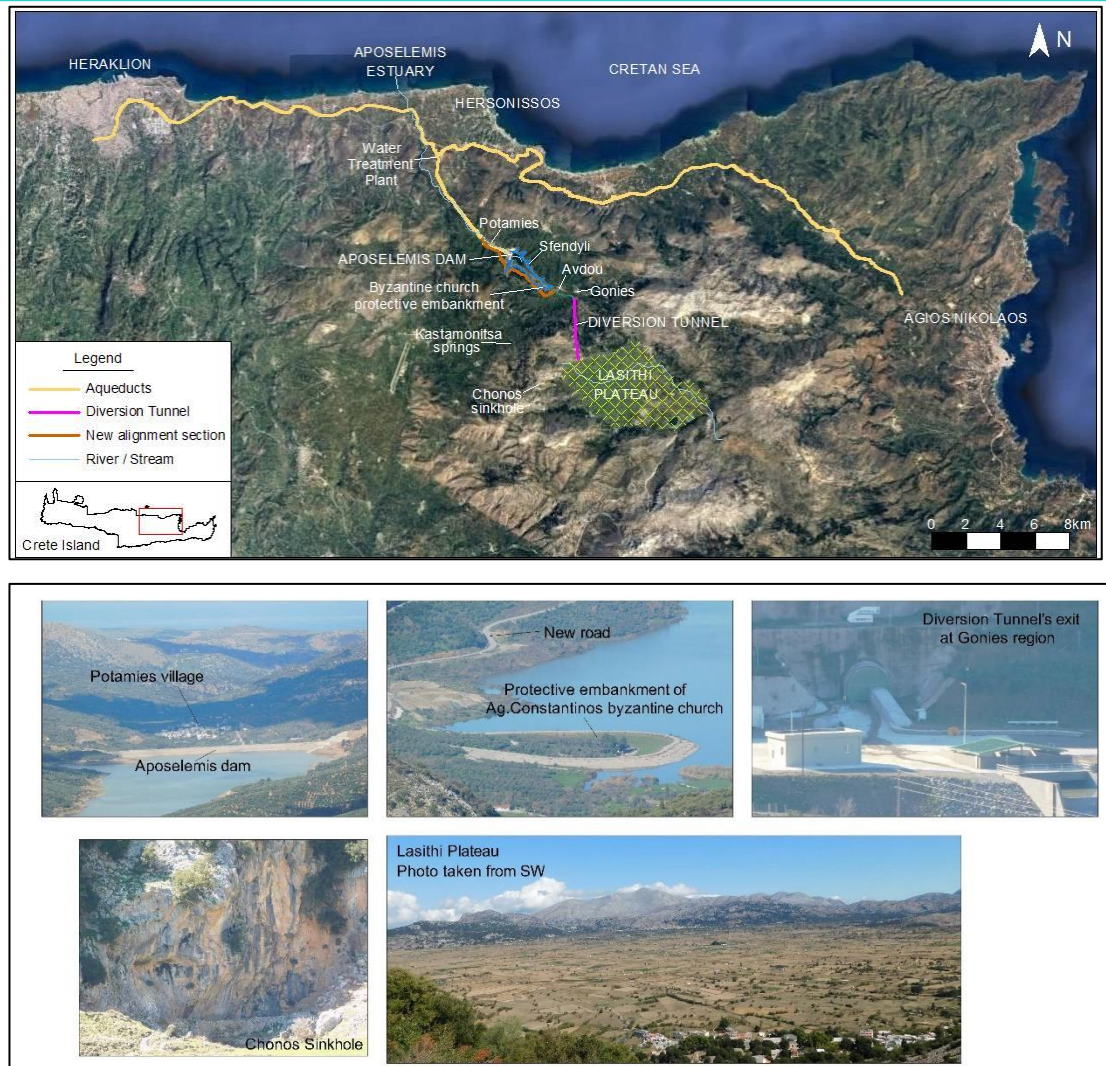 HERAKLION
APOSELEMIS
ESTUARY
CRETAN SEA
N
HERSONISSOS
Water
Treatment
Plant
Potamies
Sfendyli
APOSELEMIS DAM
Avdou
Byzantine church
protective embankment
Gonies
DIVERSION TUNNEL
AGIOS NIKOLAOS
Kastamonitsa
springs
LASITHI
PLATEAU
Chonos
sinkhole
Legend
Aqueducts
Diversion Tunnel
New alignment section
River / Stream
Crete Island
0 2 4 6 8km
Potamies village
Aposelemis dam
New road
Protective embankment of
Ag.Constantinos byzantine church
Diversion Tunnel's exit
at Gonies region
Chonos Sinkhole
Lasithi Plateau
Photo taken from SW